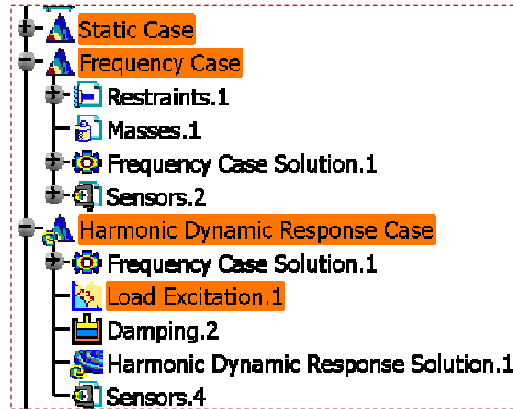 Static Case
Frequency Case
Restraints.1
Masses.1
Frequency Case Solution.1
Sensors.2
Harmonic Dynamic Response Case
Frequency Case Solution.1
Load Excitation.1
Damping.2
Harmonic Dynamic Response Solution.1
Sensors.4